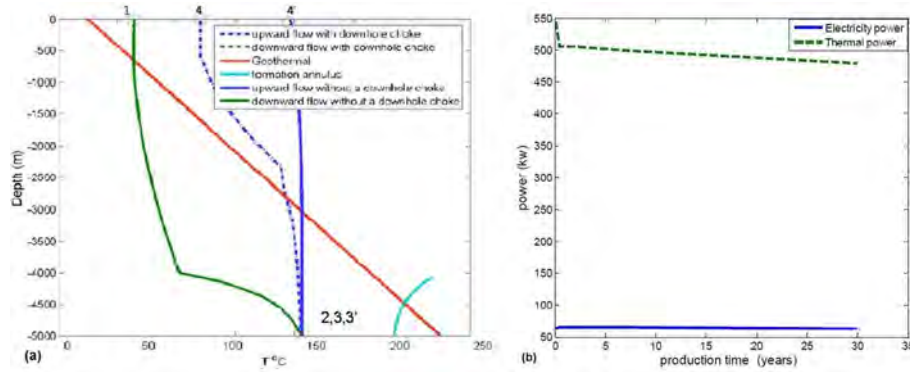 1 4 4'
0
-500
-1000
-1500
-2000
-2500
-3000
-3500
-4000
-4500
-5000
Depth (m)
upward flow with downhole choke
downward flow with downhole choke
Geothermal
formation annulus
upward flow without a downhole choke
downward flow without a downhole choke
2,3,3'
0 50 100 150 200 250
(a)
T °C
550
500
450
400
350
300
250
200
150
100
50
power (kw)
Electricity power
Thermal power
0 5 10 15 20 25 30 35
(b)
production time (years)